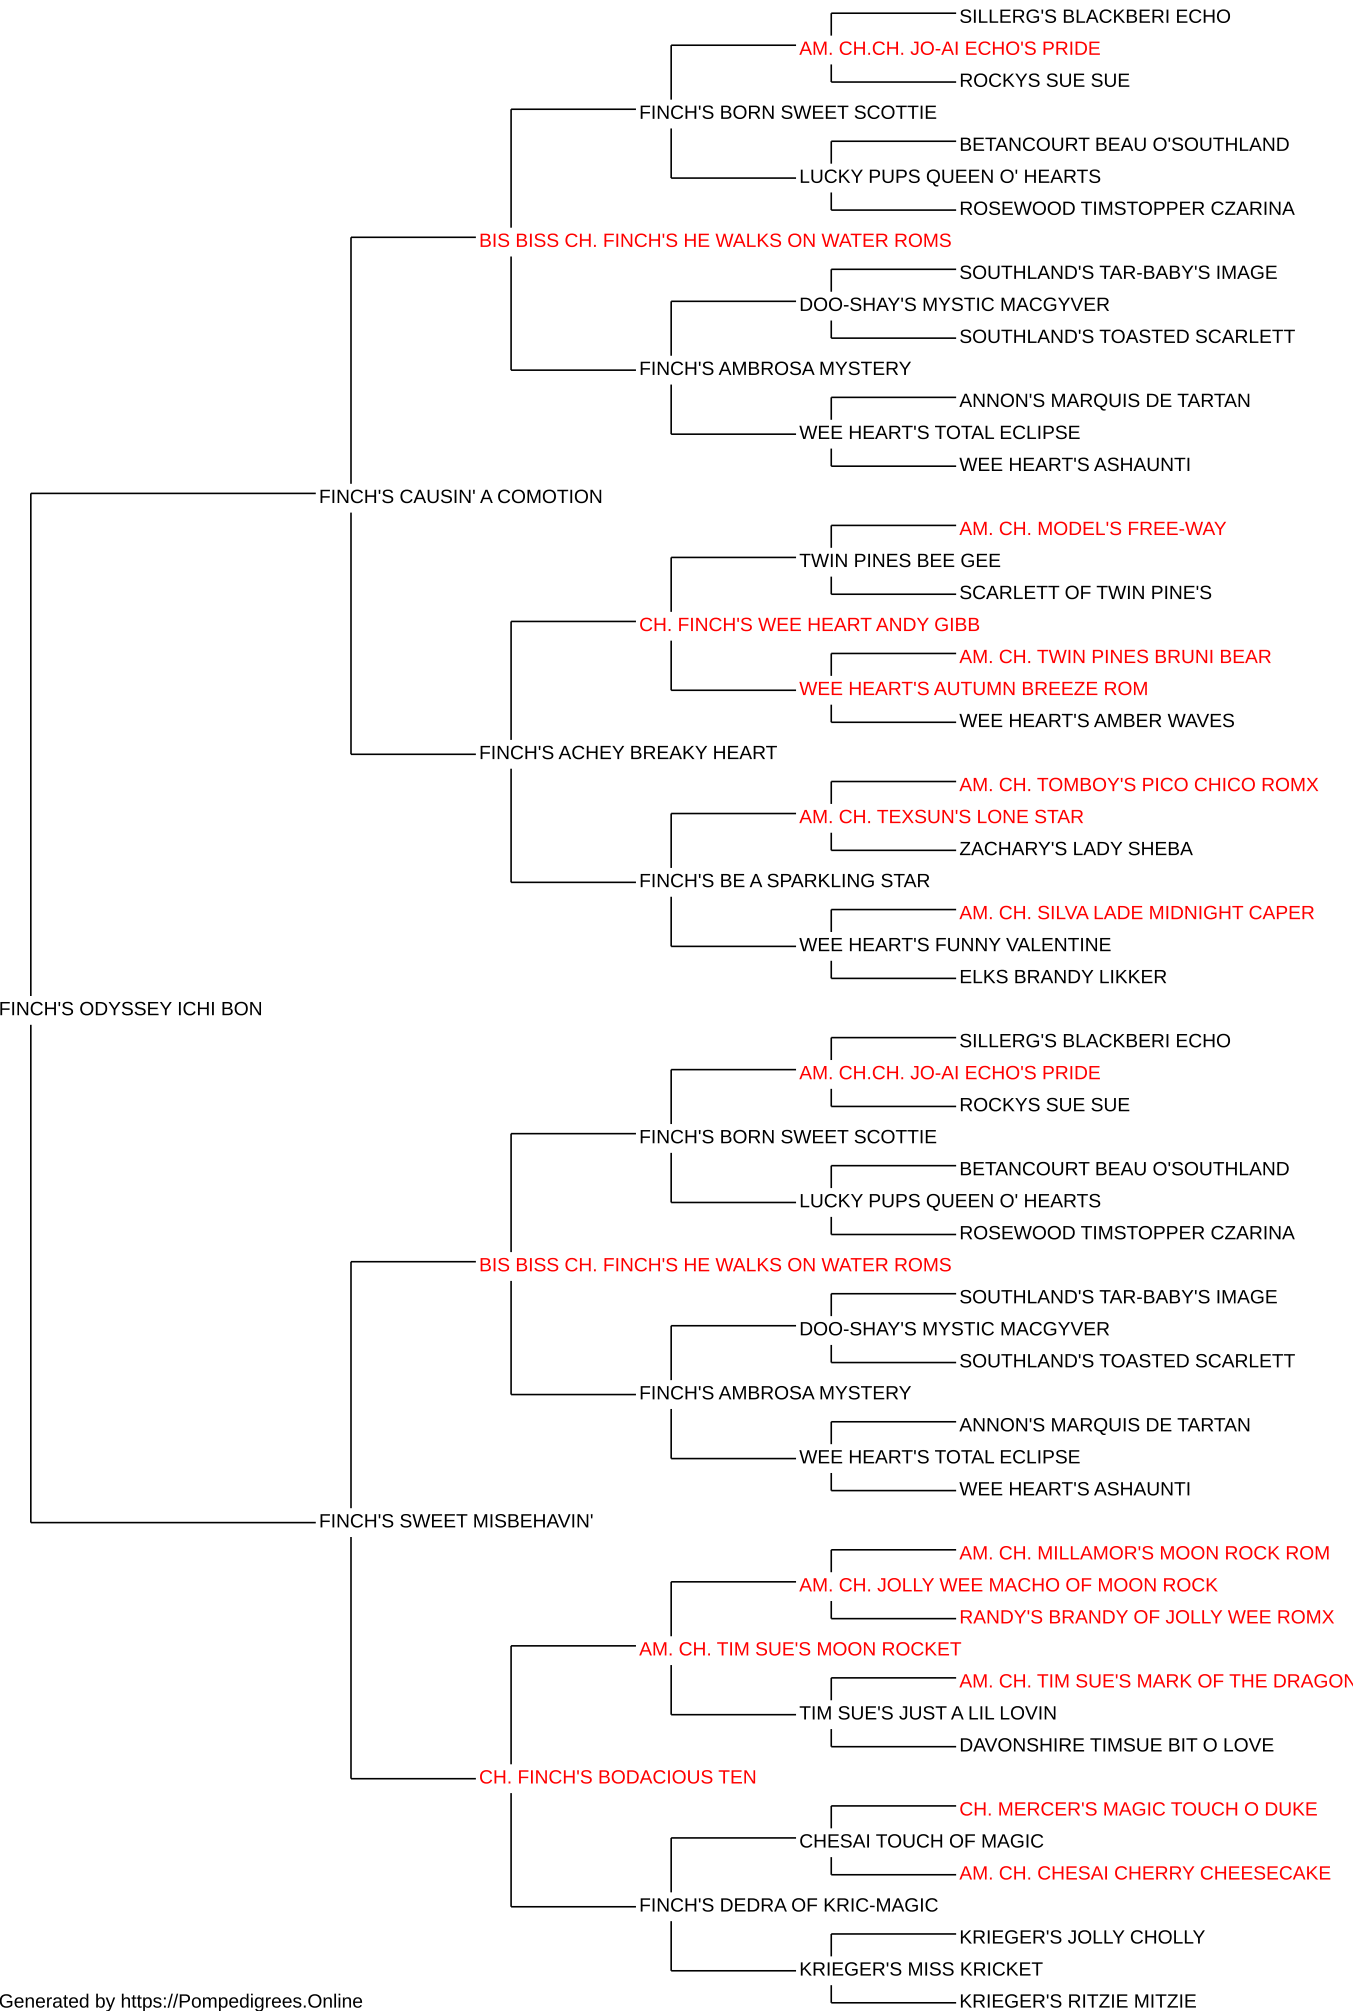 SILLERG'S BLACKBERI ECHO
AM. CH.CH. JO-AI ECHO'S PRIDE
ROCKYS SUE SUE
FINCH'S BORN SWEET SCOTTIE
BETANCOURT BEAU O'SOUTHLAND
LUCKY PUPS QUEEN O' HEARTS
ROSEWOOD TIMSTOPPER CZARINA
BIS BISS CH. FINCH'S HE WALKS ON WATER ROMS
SOUTHLAND'S TAR-BABY'S IMAGE
DOO-SHAY'S MYSTIC MACGYVER
SOUTHLAND'S TOASTED SCARLETT
FINCH'S AMBROSA MYSTERY
ANNON'S MARQUIS DE TARTAN
WEE HEART'S TOTAL ECLIPSE
WEE HEART'S ASHAUNTI
FINCH'S CAUSIN' A COMOTION
AM. CH. MODEL'S FREE-WAY
TWIN PINES BEE GEE
SCARLETT OF TWIN PINE'S
CH. FINCH'S WEE HEART ANDY GIBB
AM. CH. TWIN PINES BRUNI BEAR
WEE HEART'S AUTUMN BREEZE ROM
WEE HEART'S AMBER WAVES
FINCH'S ACHEY BREAKY HEART
AM. CH. TOMBOY'S PICO CHICO ROMX
AM. CH. TEXSUN'S LONE STAR
ZACHARY'S LADY SHEBA
FINCH'S BE A SPARKLING STAR
AM. CH. SILVA LADE MIDNIGHT CAPER
WEE HEART'S FUNNY VALENTINE
ELKS BRANDY LIKKER
FINCH'S ODYSSEY ICHI BON
SILLERG'S BLACKBERI ECHO
AM. CH.CH. JO-AI ECHO'S PRIDE
ROCKYS SUE SUE
FINCH'S BORN SWEET SCOTTIE
BETANCOURT BEAU O'SOUTHLAND
LUCKY PUPS QUEEN O' HEARTS
ROSEWOOD TIMSTOPPER CZARINA
BIS BISS CH. FINCH'S HE WALKS ON WATER ROMS
SOUTHLAND'S TAR-BABY'S IMAGE
DOO-SHAY'S MYSTIC MACGYVER
SOUTHLAND'S TOASTED SCARLETT
FINCH'S AMBROSA MYSTERY
ANNON'S MARQUIS DE TARTAN
WEE HEART'S TOTAL ECLIPSE
WEE HEART'S ASHAUNTI
FINCH'S SWEET MISBEHAVIN'
AM. CH. MILLAMOR'S MOON ROCK ROM
AM. CH. JOLLY WEE MACHO OF MOON ROCK
RANDY'S BRANDY OF JOLLY WEE ROMX
AM. CH. TIM SUE'S MOON ROCKET
AM. CH. TIM SUE'S MARK OF THE DRAGON
TIM SUE'S JUST A LIL LOVIN
DAVONSHIRE TIMSUE BIT O LOVE
CH. FINCH'S BODACIOUS TEN
CH. MERCER'S MAGIC TOUCH O DUKE
CHESAI TOUCH OF MAGIC
AM. CH. CHESAI CHERRY CHEESECAKE
FINCH'S DEDRA OF KRIC-MAGIC
KRIEGER'S JOLLY CHOLLY
KRIEGER'S MISS KRICKET
KRIEGER'S RITZIE MITZIE
Generated by https://Pompedigrees.Online